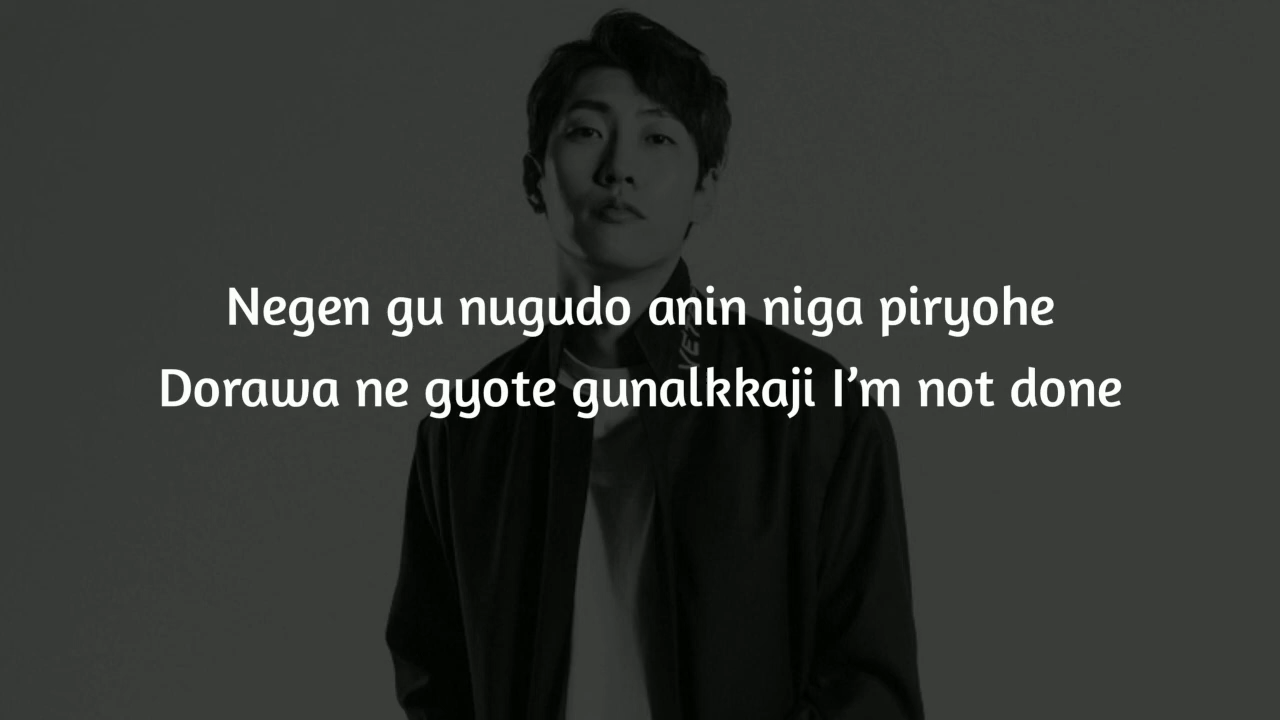 Negen gu nugudo anin niga piryohe
Dorawa ne gyote gunalkkaji I’m not done